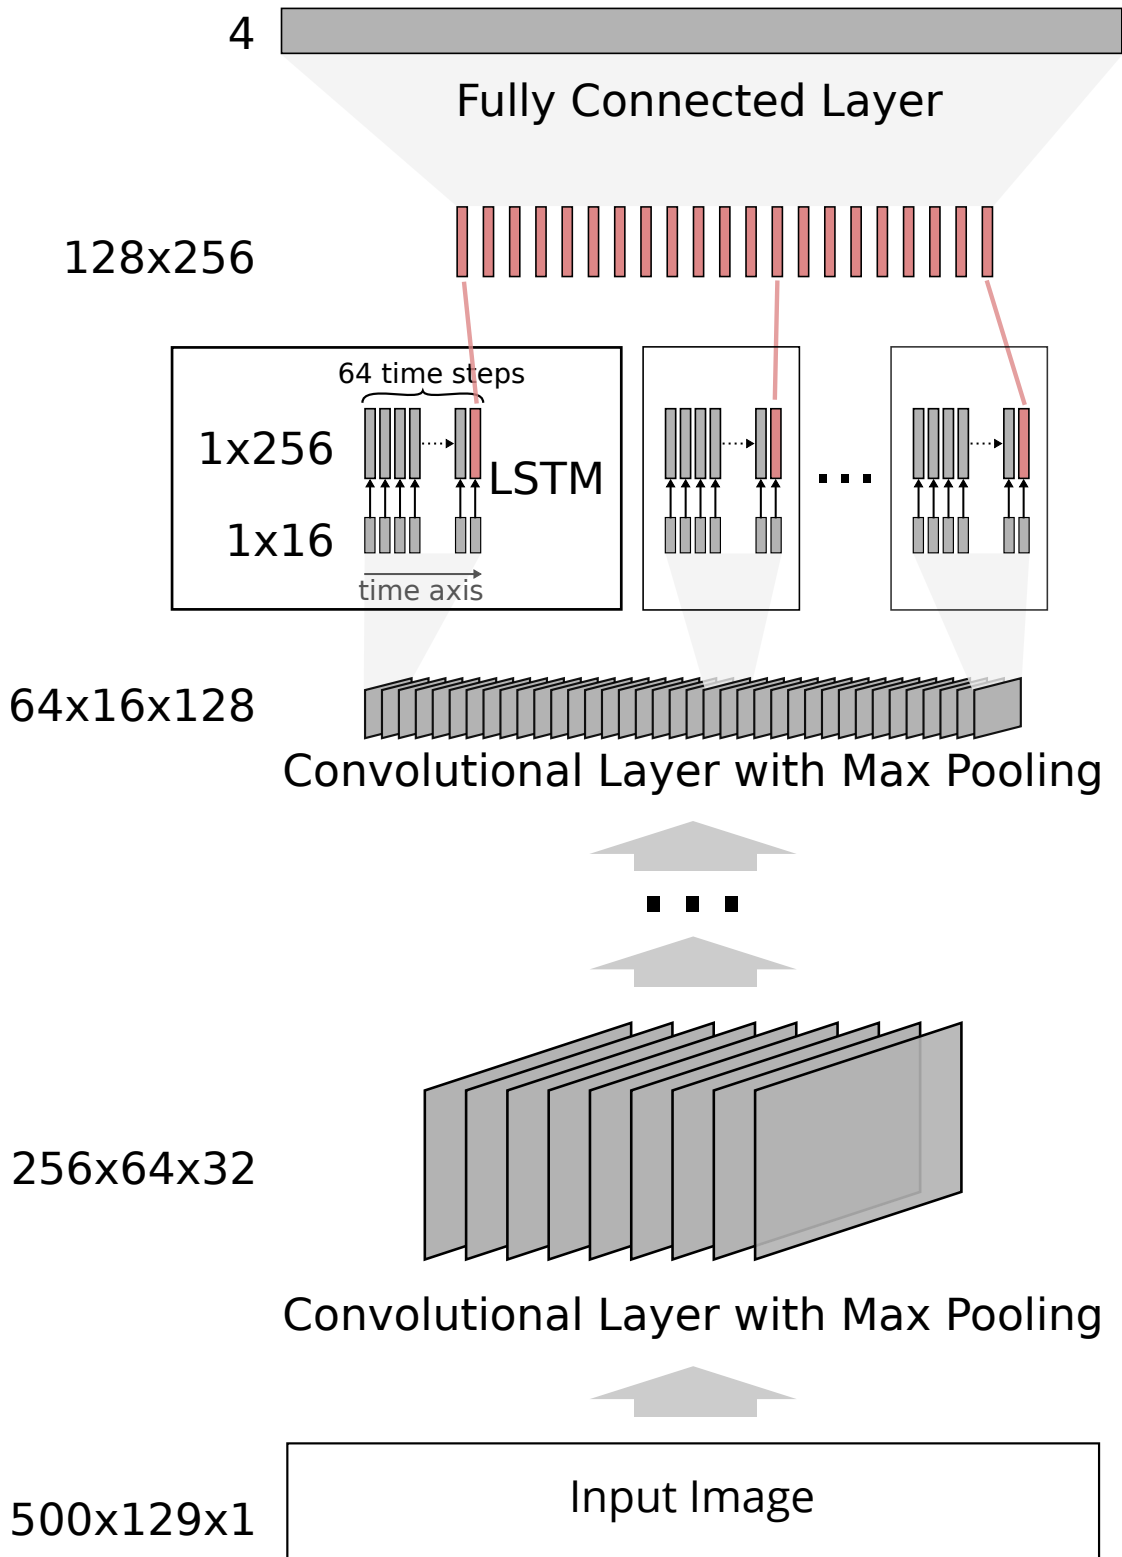 4
Fully Connected Layer
128x256
64 time steps
1x256
LSTM
1x16
time axis
64x16x128
Convolutional Layer with Max Pooling
256x64x32
Convolutional Layer with Max Pooling
Input Image
500x129x1